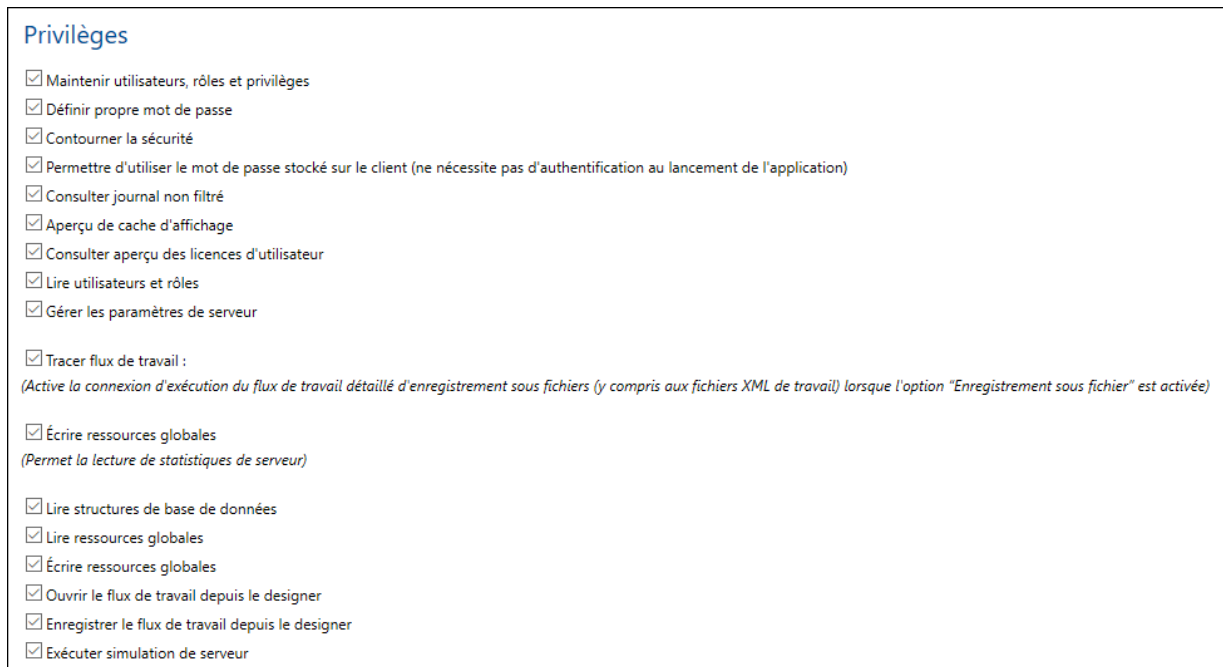 Privilèges
Maintenir utilisateurs, rôles et privilèges
Définir propre mot de passe
Contourner la sécurité
Permettre d'utiliser le mot de passe stocké sur le client (ne nécessite pas d'authentification au lancement de l'application)
Consulter journal non filtré
Aperçu de cache d'affichage
Consulter aperçu des licences d'utilisateur
Lire utilisateurs et rôles
Gérer les paramètres de serveur
Tracer flux de travail :
(Active la connexion d'exécution du flux de travail détaillé d'enregistrement sous fichiers (y compris aux fichiers XML de travail) lorsque l'option “Enregistrement sous fichier” est activée)
Écrire ressources globales
(Permet la lecture de statistiques de serveur)
Lire structures de base de données
Lire ressources globales
Écrire ressources globales
Ouvrir le flux de travail depuis le designer
Enregistrer le flux de travail depuis le designer
Exécuter simulation de serveur